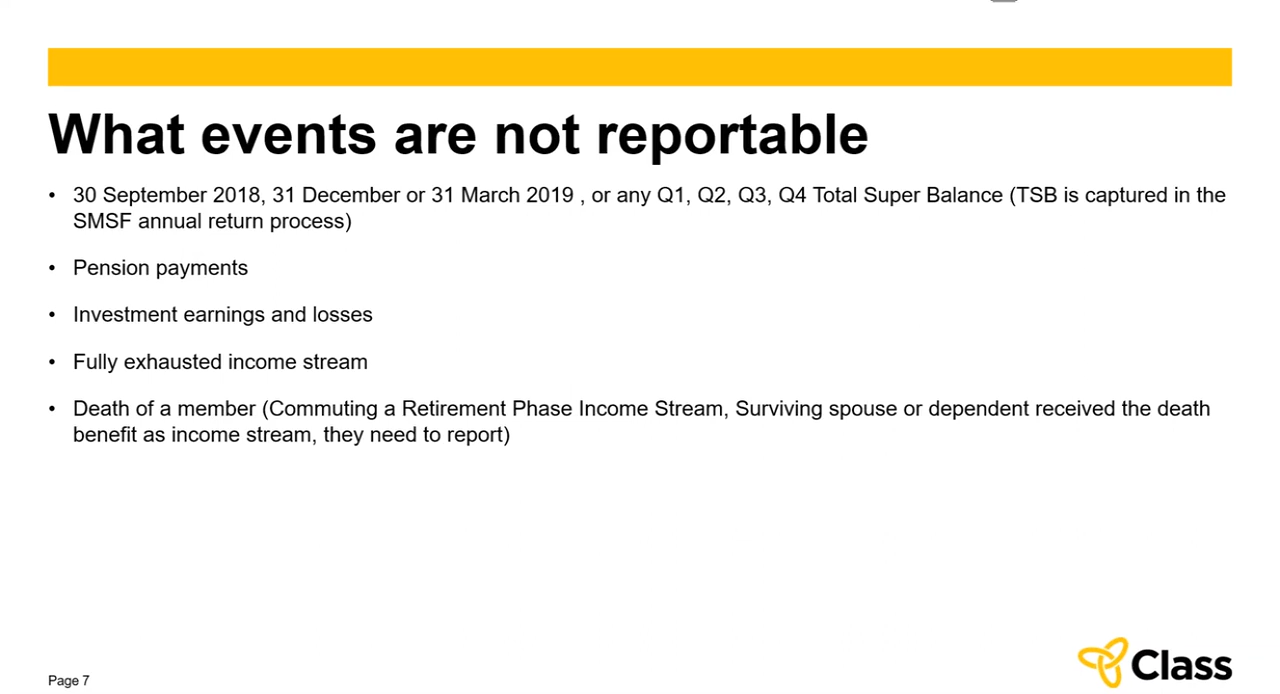 What events are not reportable
• 30 September 2018, 31 December or 31 March 2019 , or any Q1, Q2, Q3, Q4 Total Super Balance (TSB is captured in the
SMSF annual return process)
• Pension payments
• Investment earnings and losses
• Fully exhausted income stream
• Death of a member (Commuting a Retirement Phase Income Stream, Surviving spouse or dependent received the death
benefit as income stream, they need to report)
Page 7
Class